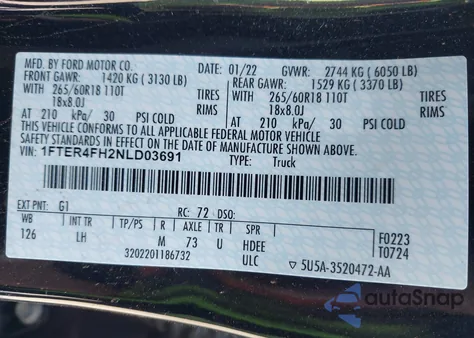 MFD BY FORD MOTOR CO.
DATE: 01/22 GVWR: 2744 KG ( 6050 LB)
FRONT GAWR: 1420 KG ( 3130 LB) REAR GAWR: 1529 KG ( 3370 LB)
WITH 265/60R18 110T TIRES WITH 265/60R18 110T TIRES
18x8.0J RIMS 18x8.0J RIMS
AT 210 kPa/ 30 PSI COLD AT 210 kPa/ 30 PSI COLD
THIS VEHICLE CONFORMS TO ALL APPLICABLE FEDERAL MOTOR VEHICLE
SAFETY STANDARDS IN EFFECT ON THE DATE OF MANUFACTURE SHOWN ABOVE.
VIN: 1FTER4FH2NLD03691
TYPE: Truck
EXT PNT: G1 RC: 72 DSO:
WB INT TR TP/PS R AXLE TR SPR F0223
126 LH M 73 U HDEE T0724
3202201186732 ULC ▽ 5U5A-3520472-AA
autoSnap